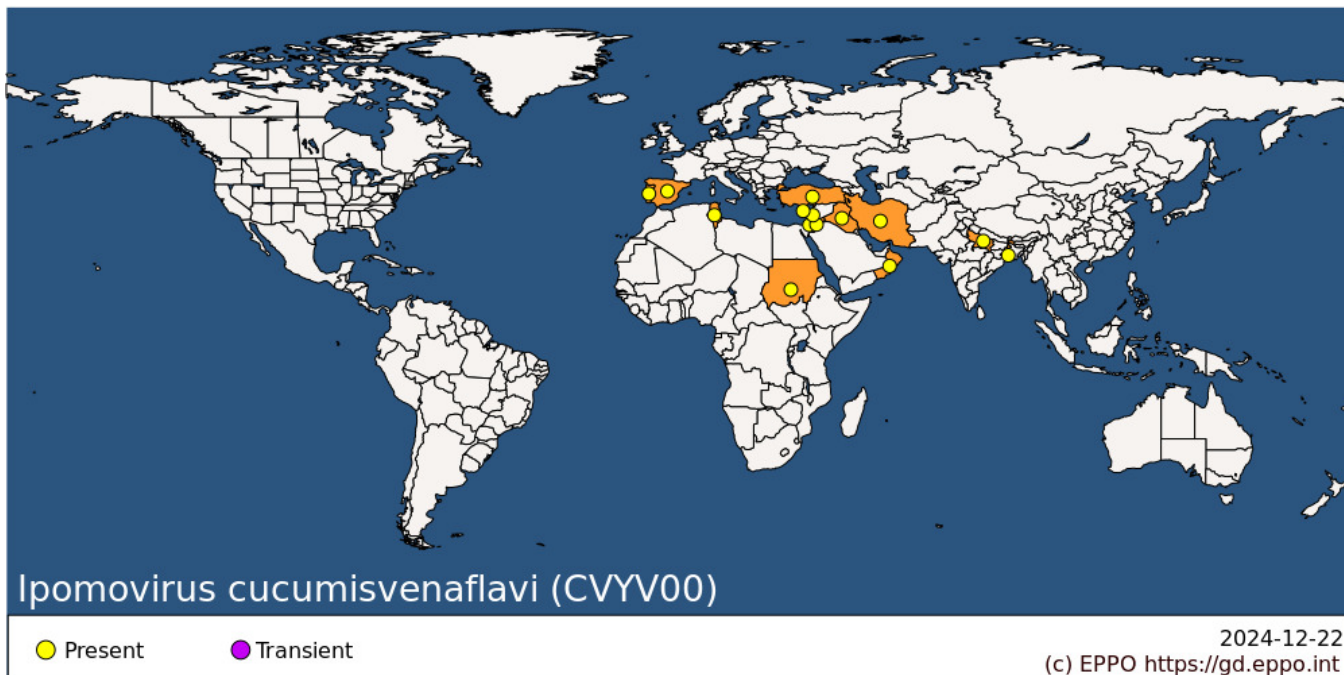 Ipomovirus cucumisvenaflavi (CVYV00)
Present
Transient
2024-12-22
(c) EPPO https://gd.eppo.int